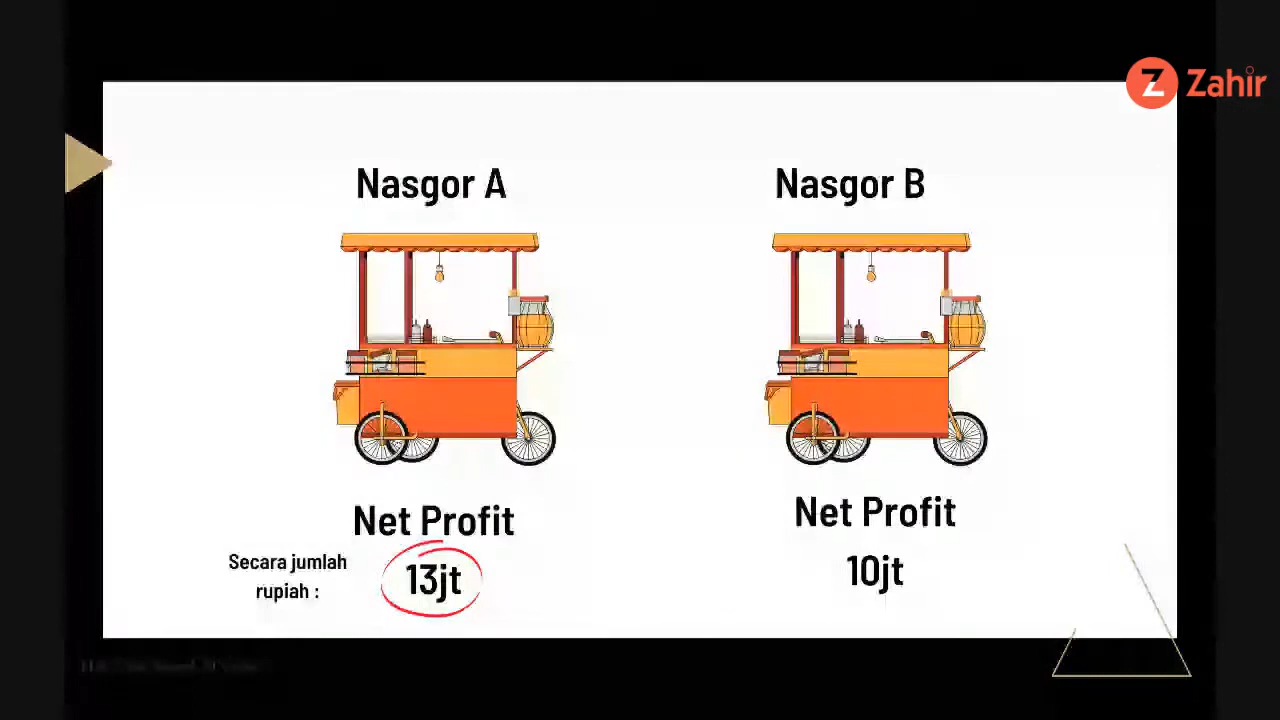 Zahir
Nasgor A
Nasgor B
Net Profit
Secara jumlah
rupiah :
13jt
Net Profit
10jt